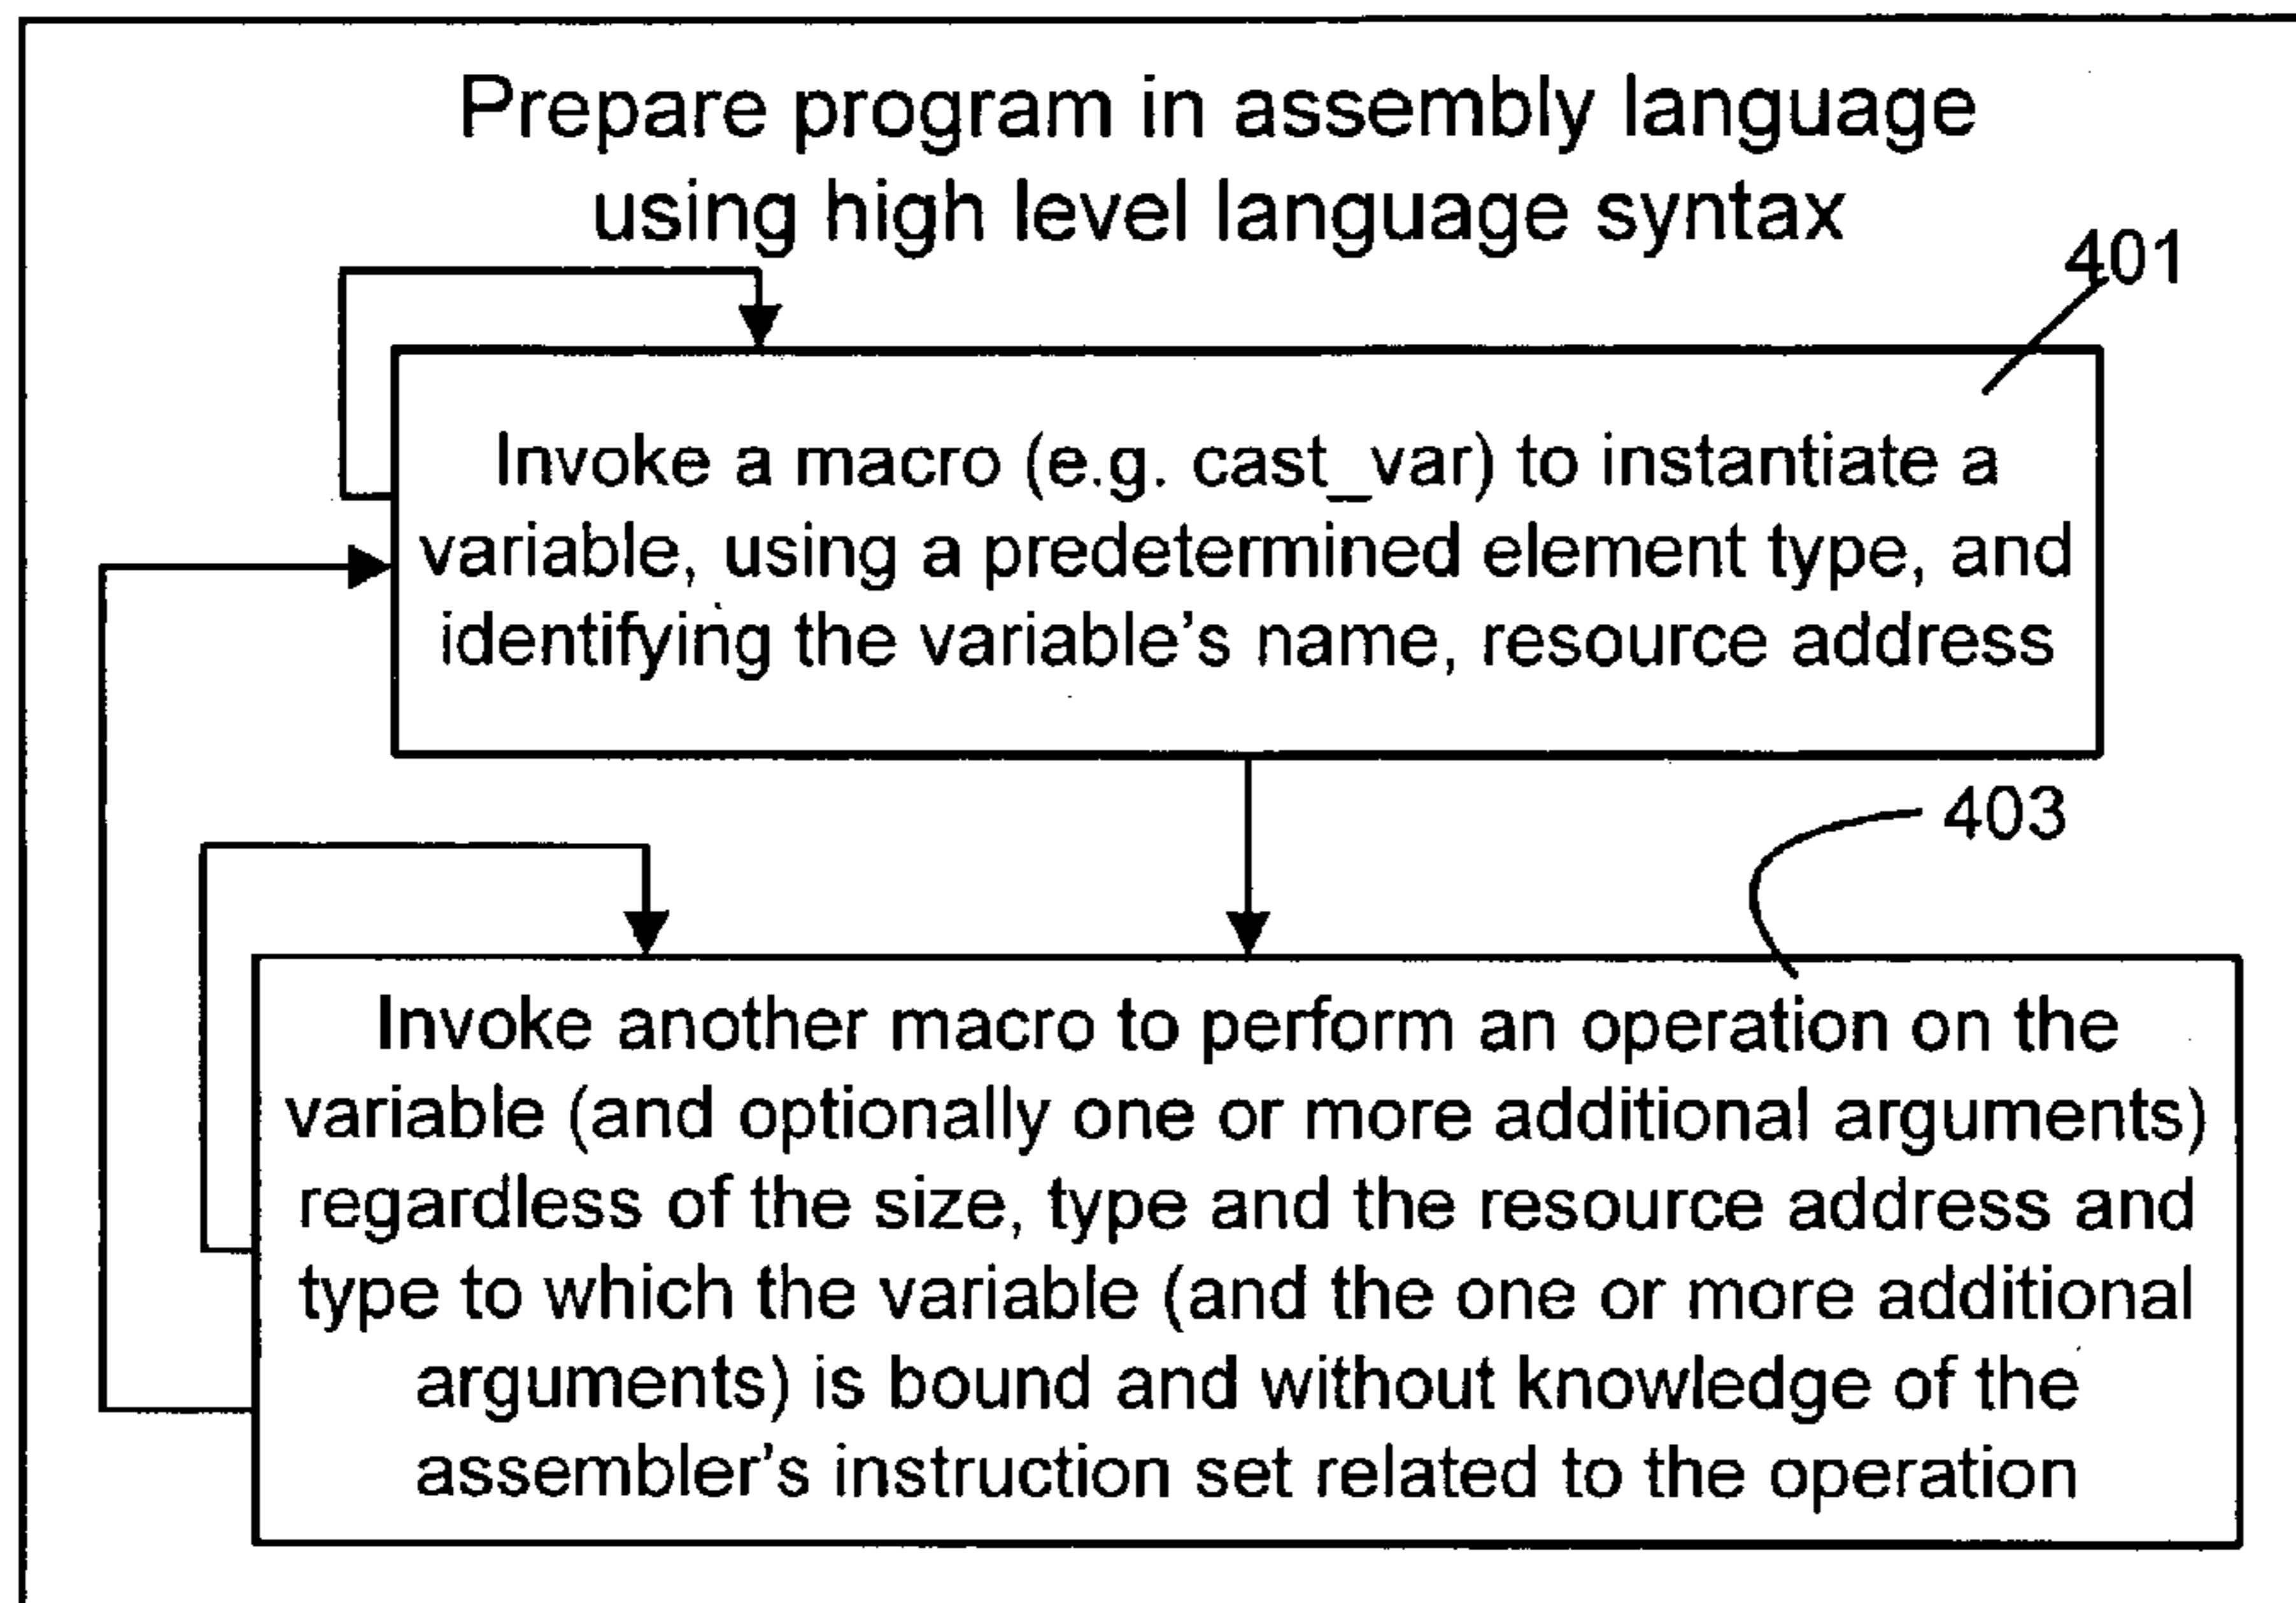 Prepare program in assembly language
using high level language syntax
401
Invoke a macro (e.g. cast_var) to instantiate a
variable, using a predetermined element type, and
identifying the variable's name, resource address
403
Invoke another macro to perform an operation on the
variable (and optionally one or more additional arguments)
regardless of the size, type and the resource address and
type to which the variable (and the one or more additional
arguments) is bound and without knowledge of the
assembler's instruction set related to the operation